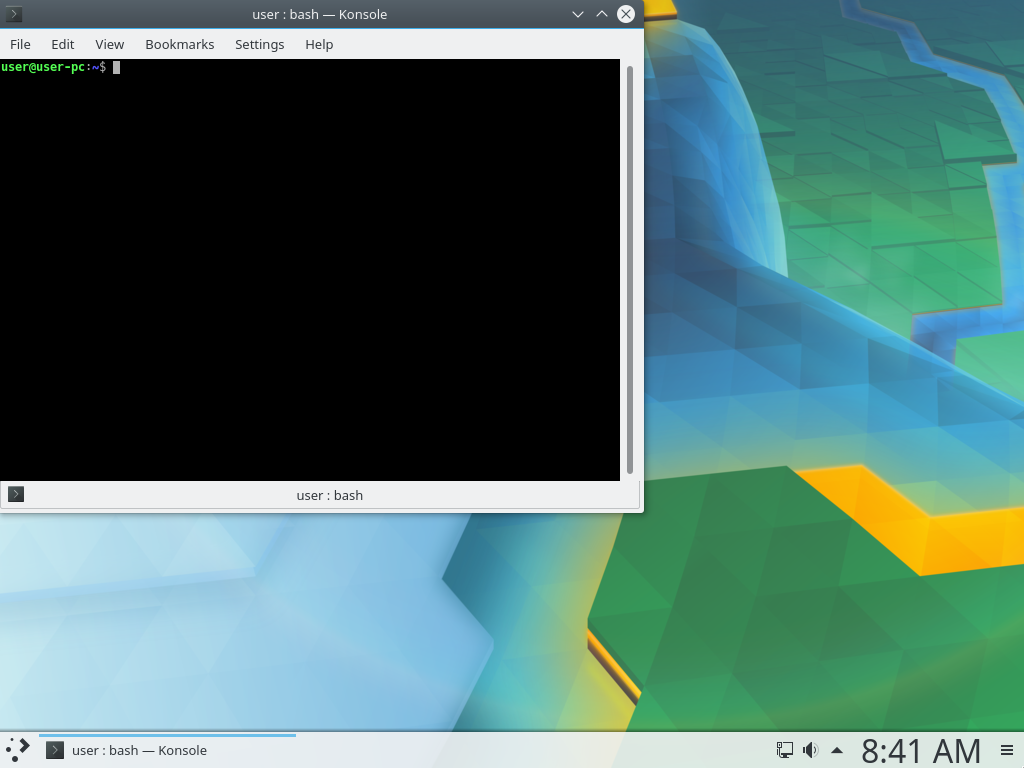 user : bash — Konsole
File Edit View Bookmarks Settings Help
user@user-pc:~$
user : bash
user : bash — Konsole
8:41 AM